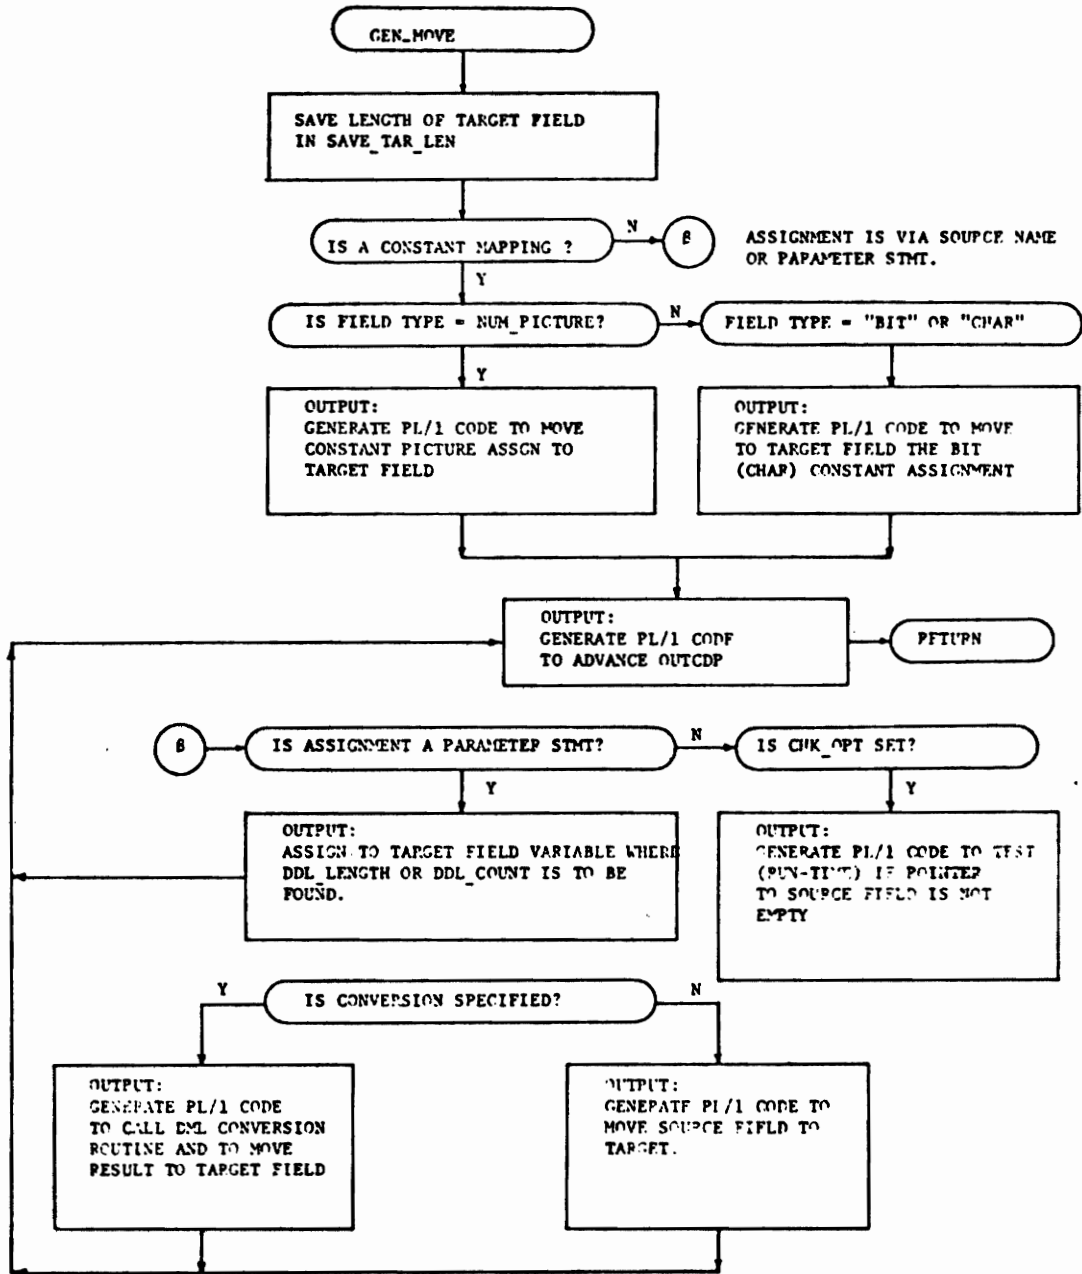 GEN_MOVE
SAVE LENGTH OF TARGET FIELD
IN SAVE_TAR_LEN
IS A CONSTANT MAPPING ?
N
β
ASSIGNMENT IS VIA SOURCE NAME
OR PARAMETER STMT.
Y
IS FIELD TYPE = NUM_PICTURE?
N
FIELD TYPE = "BIT" OR "CHAR"
Y
OUTPUT:
GENERATE PL/1 CODE TO MOVE
CONSTANT PICTURE ASSGN TO
TARGET FIELD
OUTPUT:
GENERATE PL/1 CODE TO MOVE
TO TARGET FIELD THE BIT
(CHAR) CONSTANT ASSIGNMENT
OUTPUT:
GENERATE PL/1 CODE
TO ADVANCE OUTCDP
RETURN
β
IS ASSIGNMENT A PARAMETER STMT?
N
IS CHK_OPT SET?
Y
Y
OUTPUT:
ASSIGN TO TARGET FIELD VARIABLE WHERE
DDL_LENGTH OR DDL_COUNT IS TO BE
FOUND.
OUTPUT:
GENERATE PL/1 CODE TO TEST
(RUN-TIME) IF POINTER
TO SOURCE FIELD IS NOT
EMPTY
Y
IS CONVERSION SPECIFIED?
N
OUTPUT:
GENERATE PL/1 CODE
TO CALL DML CONVERSION
ROUTINE AND TO MOVE
RESULT TO TARGET FIELD
OUTPUT:
GENERATE PL/1 CODE TO
MOVE SOURCE FIELD TO
TARGET.